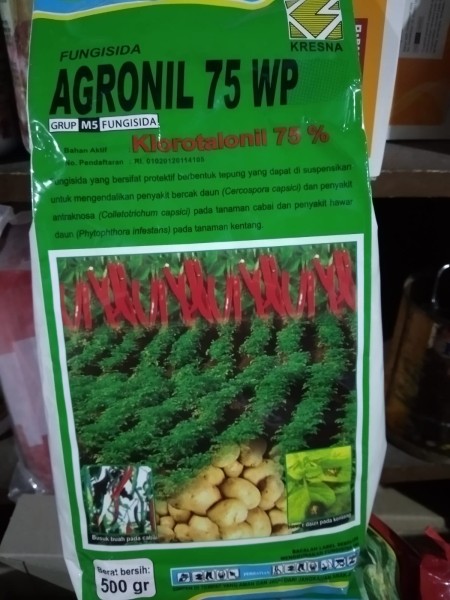 KRESNA
FUNGISIDA
AGRONIL 75 WP
GRUP M5 FUNGISIDA
Klorotalonil 75 %
Bahan Aktif
No. Pendaftaran : RI. 01020120114165
ungisida yang bersifat protektif berbentuk tepung yang dapat di suspensikan
untuk mengendalikan penyakit bercak daun (Cercospora capsici) dan penyakit
antraknosa (Colletotrichum capsici) pada tanaman cabai dan penyakit hawar
daun (Phytophthora infestans) pada tanaman kentang.
Busuk buah pada cabai
daun pada kentang
Berat bersih:
500 gr